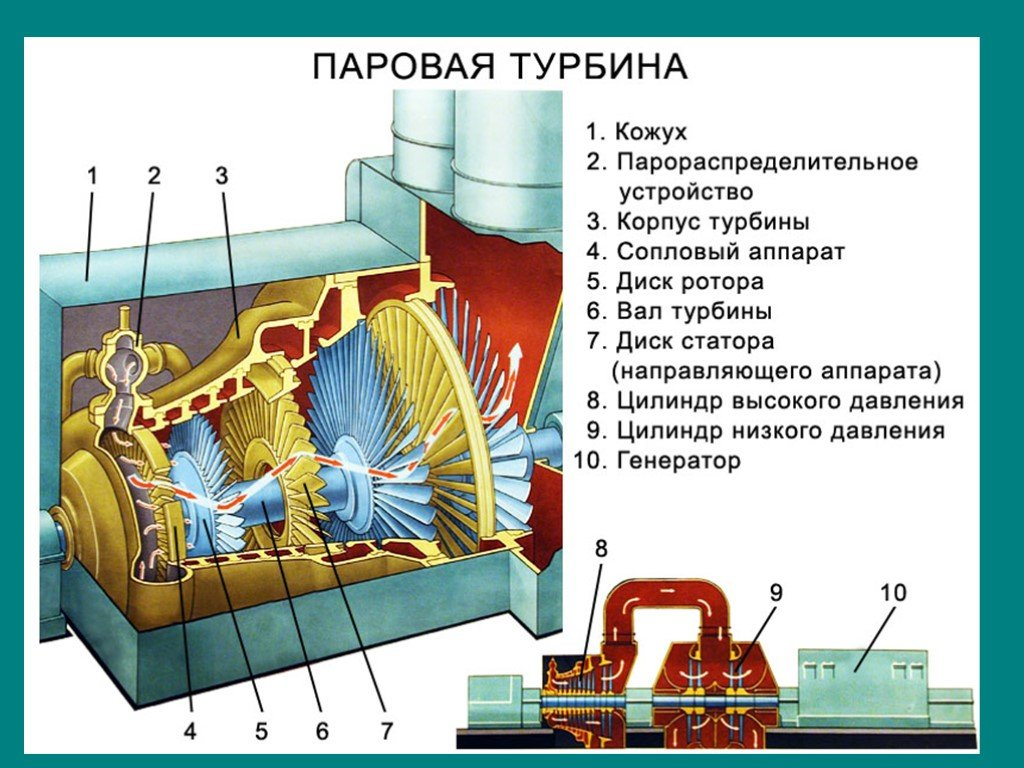 ПАРОВАЯ ТУРБИНА
1 2 3
1. Кожух
2. Парораспределительное
устройство
3. Корпус турбины
4. Сопловый аппарат
5. Диск ротора
6. Вал турбины
7. Диск статора
(направляющего аппарата)
8. Цилиндр высокого давления
9. Цилиндр низкого давления
10. Генератор
8
9 10
4 5 6 7